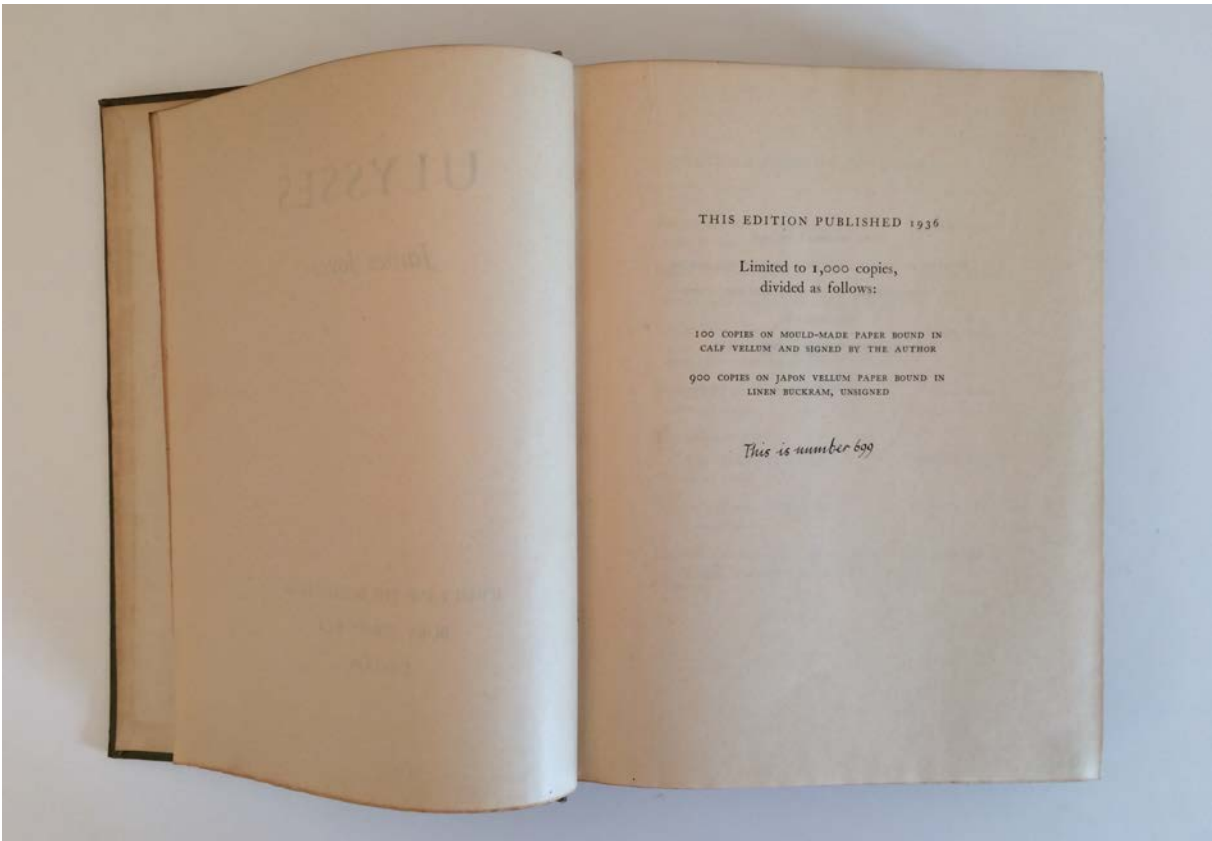 ULYSSES
James
THIS EDITION PUBLISHED 1936
Limited to 1,000 copies,
divided as follows:
100 COPIES ON MOULD-MADE PAPER BOUND IN
CALF VELLUM AND SIGNED BY THE AUTHOR
900 COPIES ON JAPON VELLUM PAPER BOUND IN
LINEN BUCKRAM, UNSIGNED
This is number 699